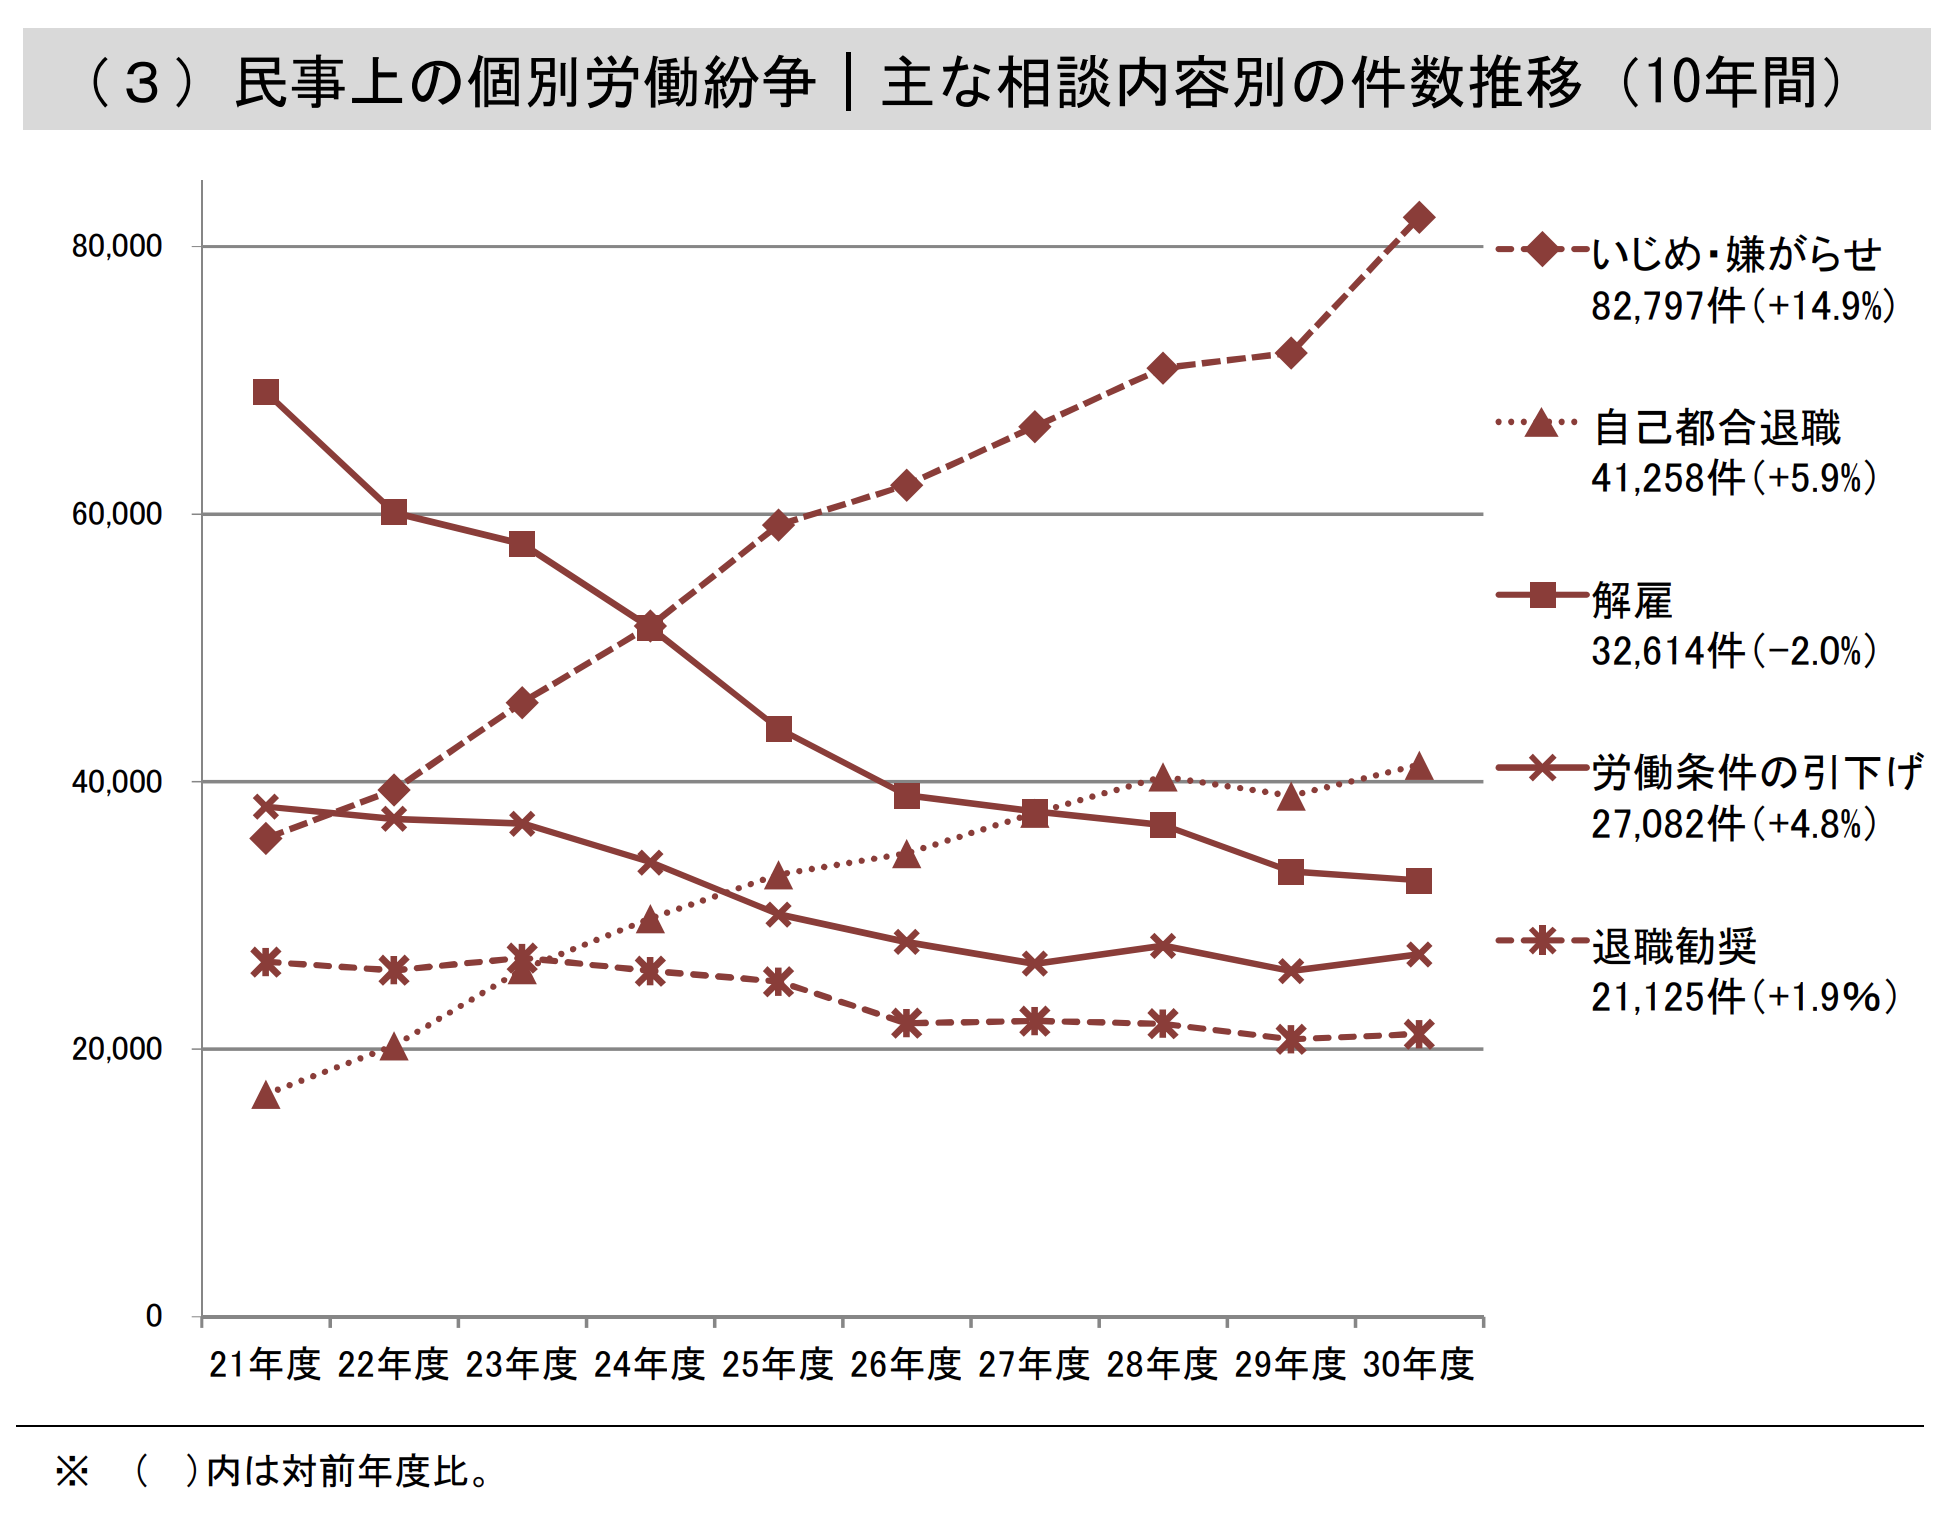 （３）民事上の個別労働紛争｜主な相談内容別の件数推移（10年間）
80,000
60,000
40,000
20,000
0
21年度 22年度 23年度 24年度 25年度 26年度 27年度 28年度 29年度 30年度
いじめ・嫌がらせ
82,797件（+14.9%）
自己都合退職
41,258件（+5.9%）
解雇
32,614件（−2.0%）
労働条件の引下げ
27,082件（+4.8%）
退職勧奨
21,125件（+1.9％）
※　（　）内は対前年度比。